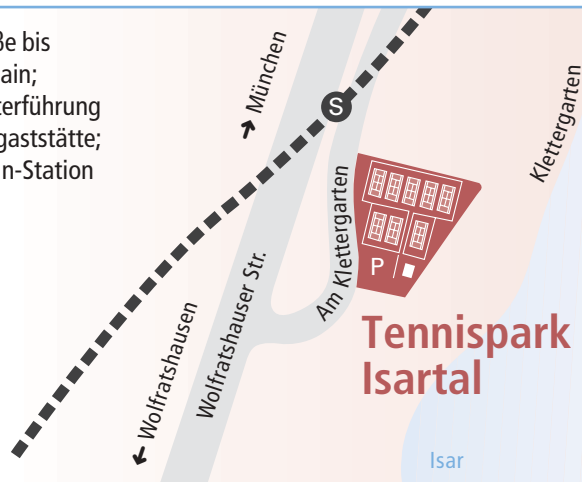 ße bis
ain;
terführung
gaststätte;
n-Station
München
S
Klettergarten
Am Klettergarten
P
Wolfratshauser Str.
Wolfratshausen
Tennispark
Isartal
Isar